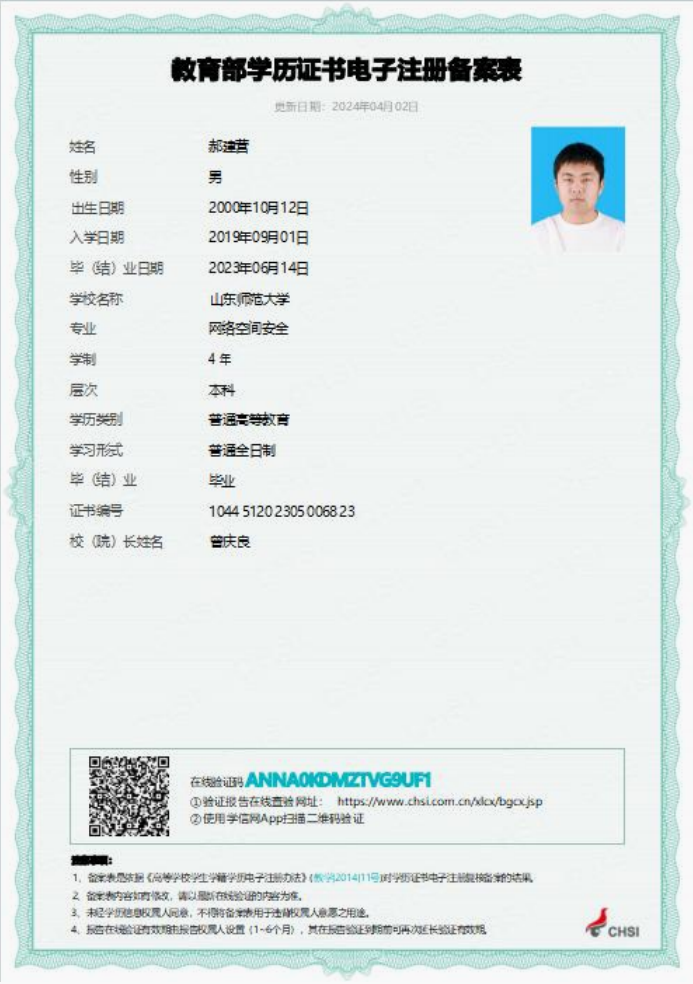 教育部学历证书电子注册备案表
更新日期：2024年04月02日
姓名 郝建营
性别 男
出生日期 2000年10月12日
入学日期 2019年09月01日
毕（结）业日期 2023年06月14日
学校名称 山东师范大学
专业 网络空间安全
学制 4 年
层次 本科
学历类别 普通高等教育
学习形式 普通全日制
毕（结）业 毕业
证书编号 1044 5120 2305 0068 23
校（院）长姓名 曾庆良
在线验证码 ANNA0KDMZTVG9UF1
①验证报告在线查验网址： https://www.chsi.com.cn/xlcx/bgcx.jsp
②使用学信网App扫描二维码验证
注意事项：
1、备案表是依据《高等学校学生学籍学历电子注册办法》(教学[2014]11号)对学历证书电子注册复核备案的结果。
2、备案表内容如有修改，请以最新在线验证的内容为准。
3、未经学历信息权属人同意，不得将备案表用于违背权属人意愿之用途。
4、报告在线验证有效期由报告权属人设置（1~6个月），其在报告验证到期前可再次延长验证有效期。
CHSI